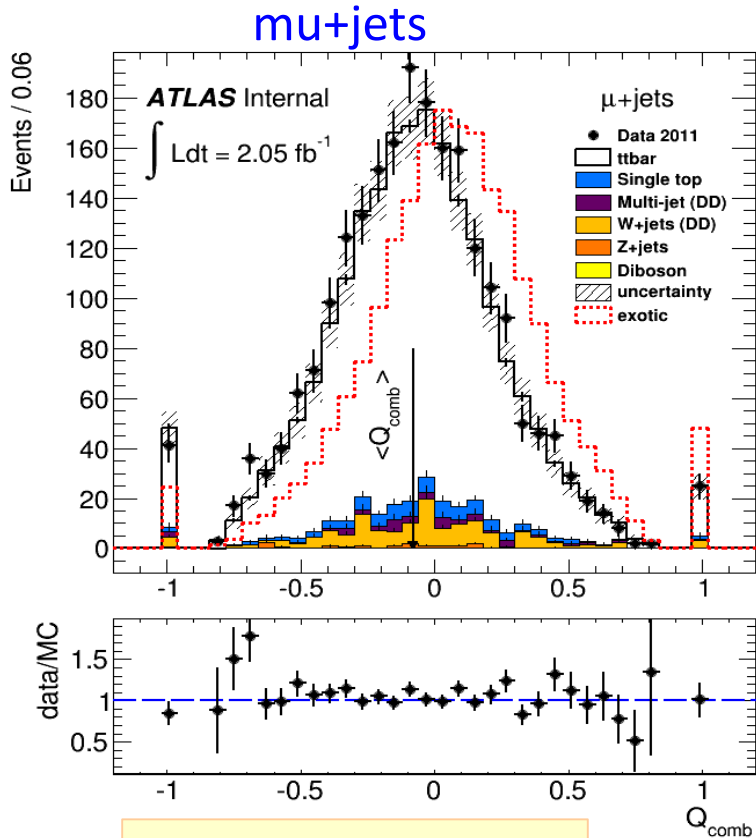 mu+jets
Events / 0.06
ATLAS Internal
∫ Ldt = 2.05 fb⁻¹
μ+jets
Data 2011
ttbar
Single top
Multi-jet (DD)
W+jets (DD)
Z+jets
Diboson
uncertainty
exotic
<Q_comb>
180
160
140
120
100
80
60
40
20
0
-1 -0.5 0 0.5 1
data/MC
1.5
1
0.5
-1 -0.5 0 0.5 1
Q_comb